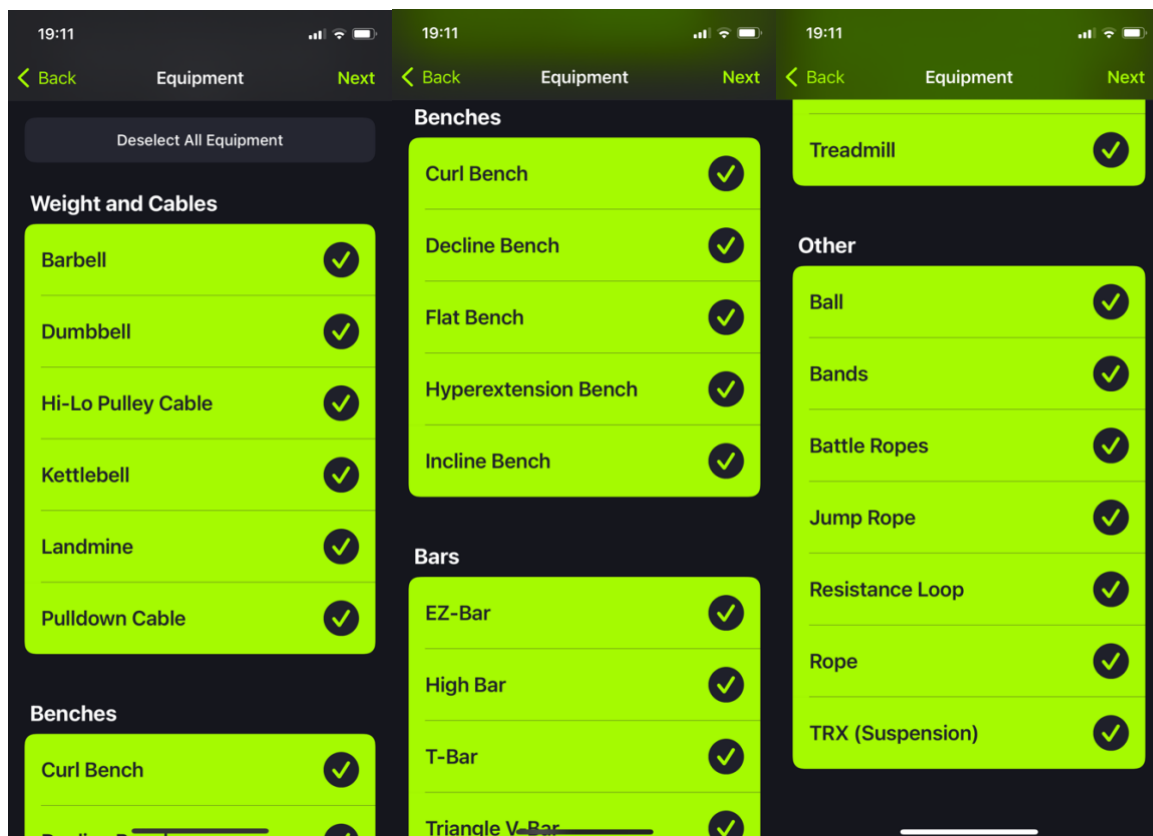 19:11
Back
Equipment
Next
Deselect All Equipment
Weight and Cables
Barbell
Dumbbell
Hi-Lo Pulley Cable
Kettlebell
Landmine
Pulldown Cable
Benches
Curl Bench
19:11
Back
Equipment
Next
Benches
Curl Bench
Decline Bench
Flat Bench
Hyperextension Bench
Incline Bench
Bars
EZ-Bar
High Bar
T-Bar
Triangle V-Bar
19:11
Back
Equipment
Next
Treadmill
Other
Ball
Bands
Battle Ropes
Jump Rope
Resistance Loop
Rope
TRX (Suspension)